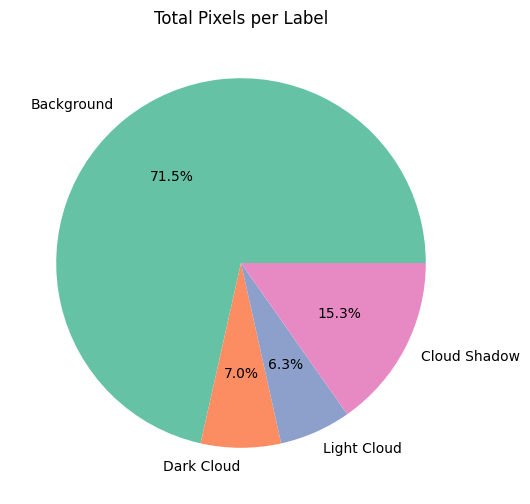 Total Pixels per Label
Background
71.5%
15.3%
Cloud Shadow
6.3%
7.0%
Light Cloud
Dark Cloud